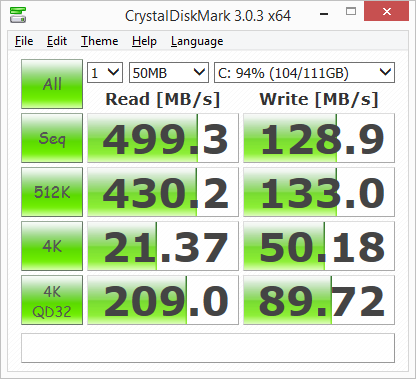 CrystalDiskMark 3.0.3 x64
File Edit Theme Help Language
All 1 50MB C: 94% (104/111GB)
Read [MB/s] Write [MB/s]
Seq 499.3 128.9
512K 430.2 133.0
4K 21.37 50.18
4K QD32 209.0 89.72